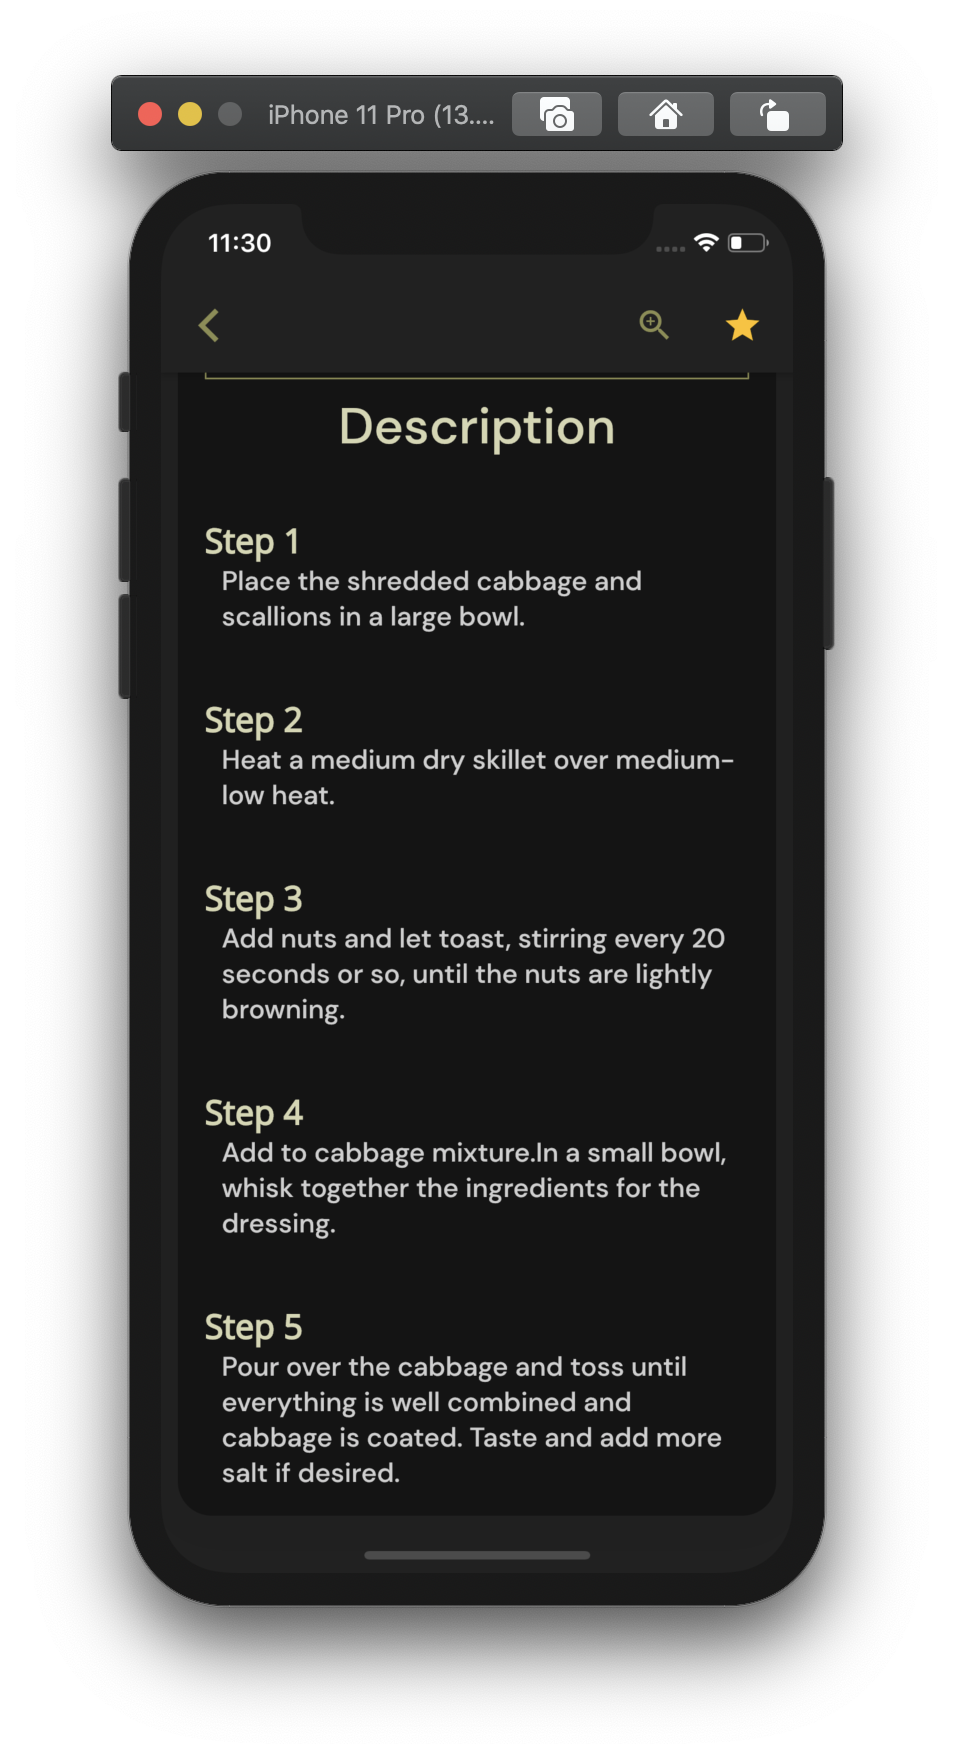 iPhone 11 Pro (13....
11:30
Description
Step 1
Place the shredded cabbage and
scallions in a large bowl.
Step 2
Heat a medium dry skillet over medium-
low heat.
Step 3
Add nuts and let toast, stirring every 20
seconds or so, until the nuts are lightly
browning.
Step 4
Add to cabbage mixture.In a small bowl,
whisk together the ingredients for the
dressing.
Step 5
Pour over the cabbage and toss until
everything is well combined and
cabbage is coated. Taste and add more
salt if desired.